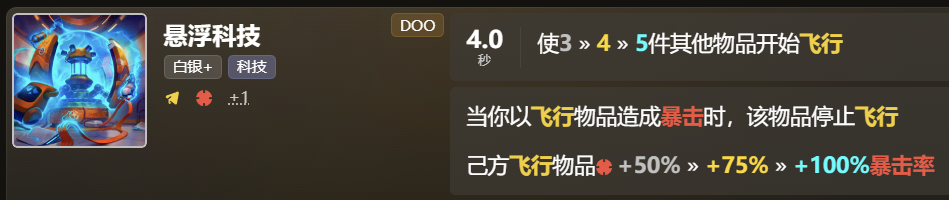 悬浮科技
DOO
白银+
科技
+1
4.0
秒
使3 » 4 » 5件其他物品开始飞行
当你以飞行物品造成暴击时，该物品停止飞行
己方飞行物品 +50% » +75% » +100%暴击率